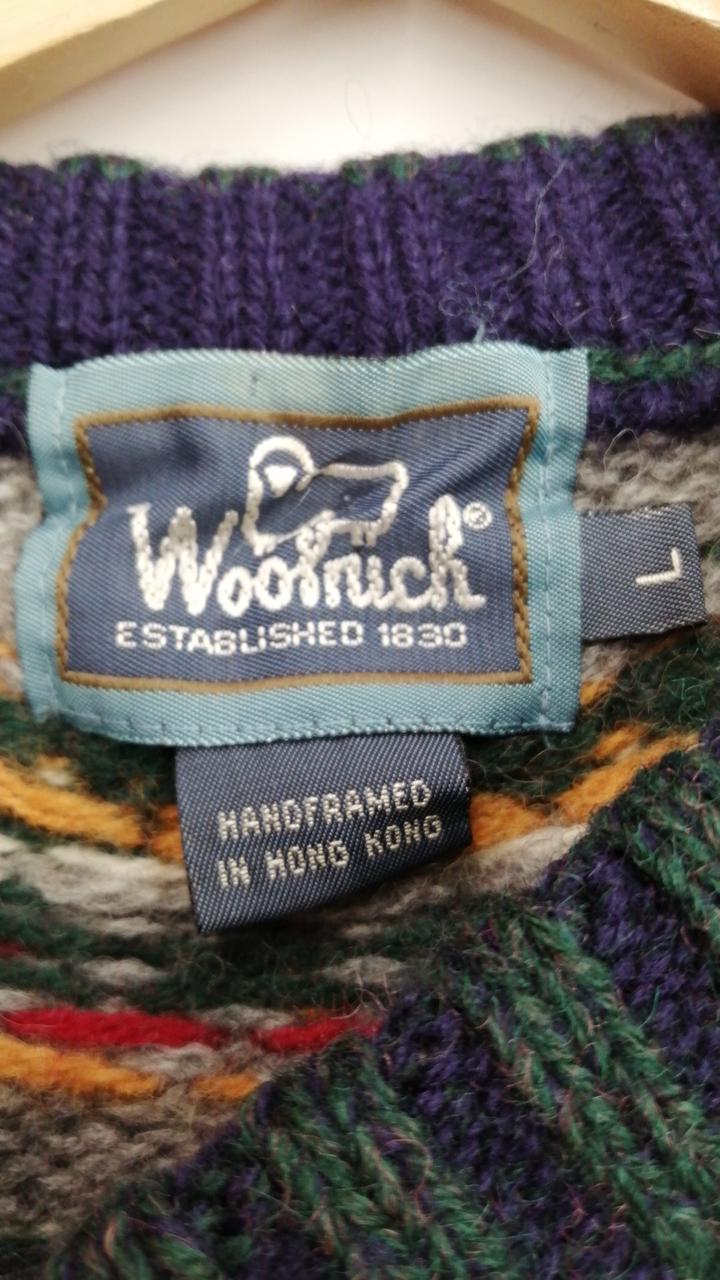 Woolrich®
ESTABLISHED 1830
L
HANDFRAMED
IN HONG KONG